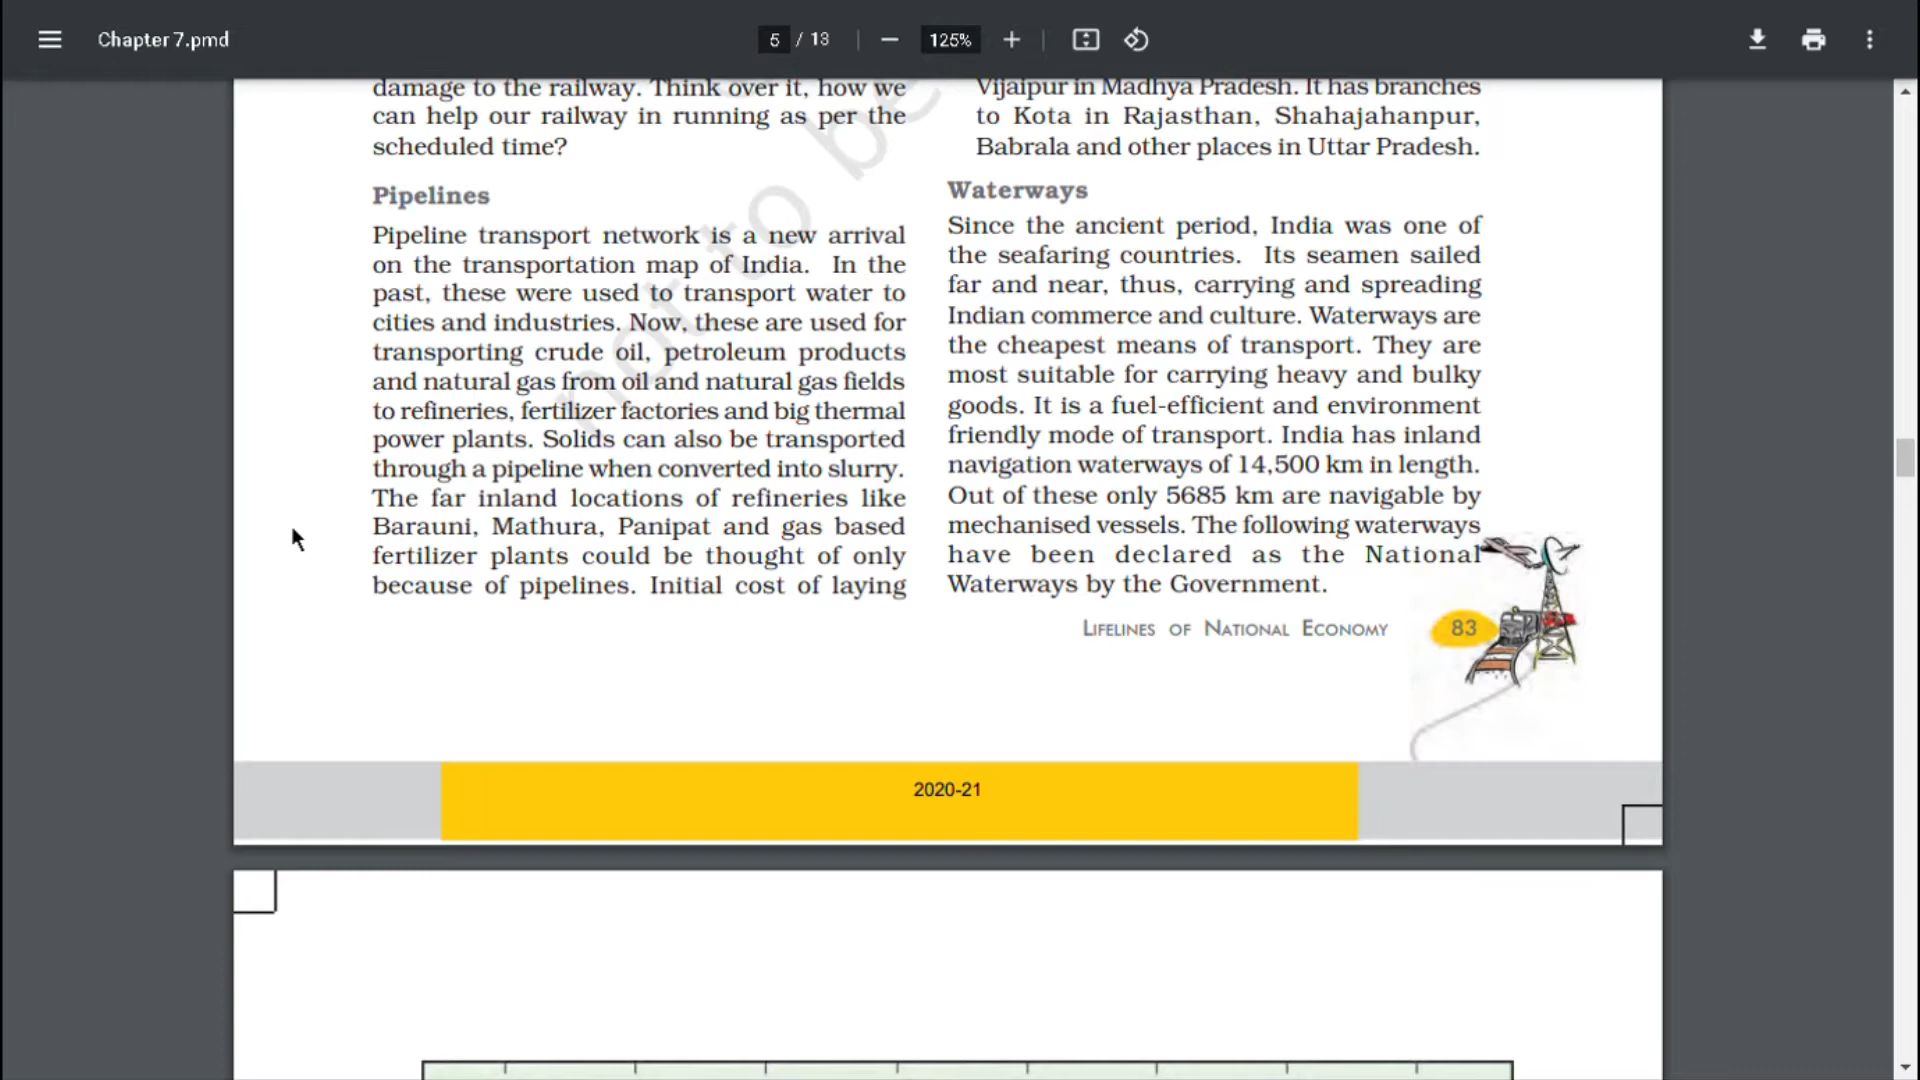 Chapter 7.pmd
5 / 13
125%
damage to the railway. Think over it, how we
can help our railway in running as per the
scheduled time?
Pipelines
Pipeline transport network is a new arrival
on the transportation map of India. In the
past, these were used to transport water to
cities and industries. Now, these are used for
transporting crude oil, petroleum products
and natural gas from oil and natural gas fields
to refineries, fertilizer factories and big thermal
power plants. Solids can also be transported
through a pipeline when converted into slurry.
The far inland locations of refineries like
Barauni, Mathura, Panipat and gas based
fertilizer plants could be thought of only
because of pipelines. Initial cost of laying
Vijaipur in Madhya Pradesh. It has branches
to Kota in Rajasthan, Shahajahanpur,
Babrala and other places in Uttar Pradesh.
Waterways
Since the ancient period, India was one of
the seafaring countries. Its seamen sailed
far and near, thus, carrying and spreading
Indian commerce and culture. Waterways are
the cheapest means of transport. They are
most suitable for carrying heavy and bulky
goods. It is a fuel-efficient and environment
friendly mode of transport. India has inland
navigation waterways of 14,500 km in length.
Out of these only 5685 km are navigable by
mechanised vessels. The following waterways
have been declared as the National
Waterways by the Government.
Lifelines of National Economy 83
2020-21
not to be